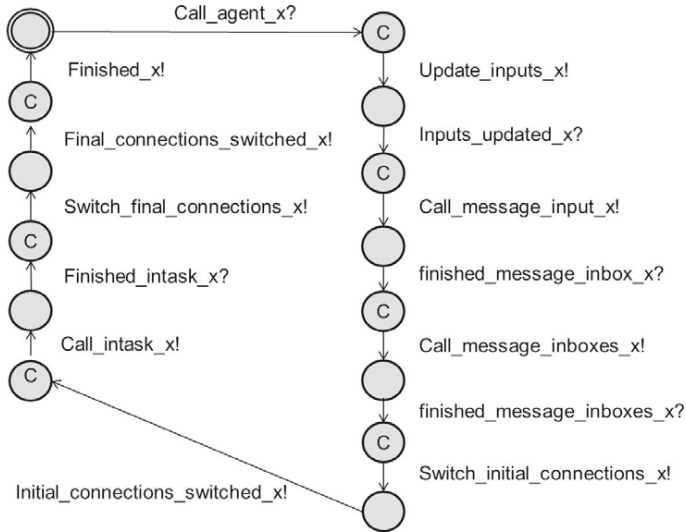 Call_agent_x?
C
Finished_x!
Update_inputs_x!
C
Final_connections_switched_x!
Inputs_updated_x?
C
Switch_final_connections_x!
Call_message_input_x!
C
Finished_intask_x?
finished_message_inbox_x?
C
Call_intask_x!
Call_message_inboxes_x!
C
finished_message_inboxes_x?
C
Switch_initial_connections_x!
Initial_connections_switched_x!